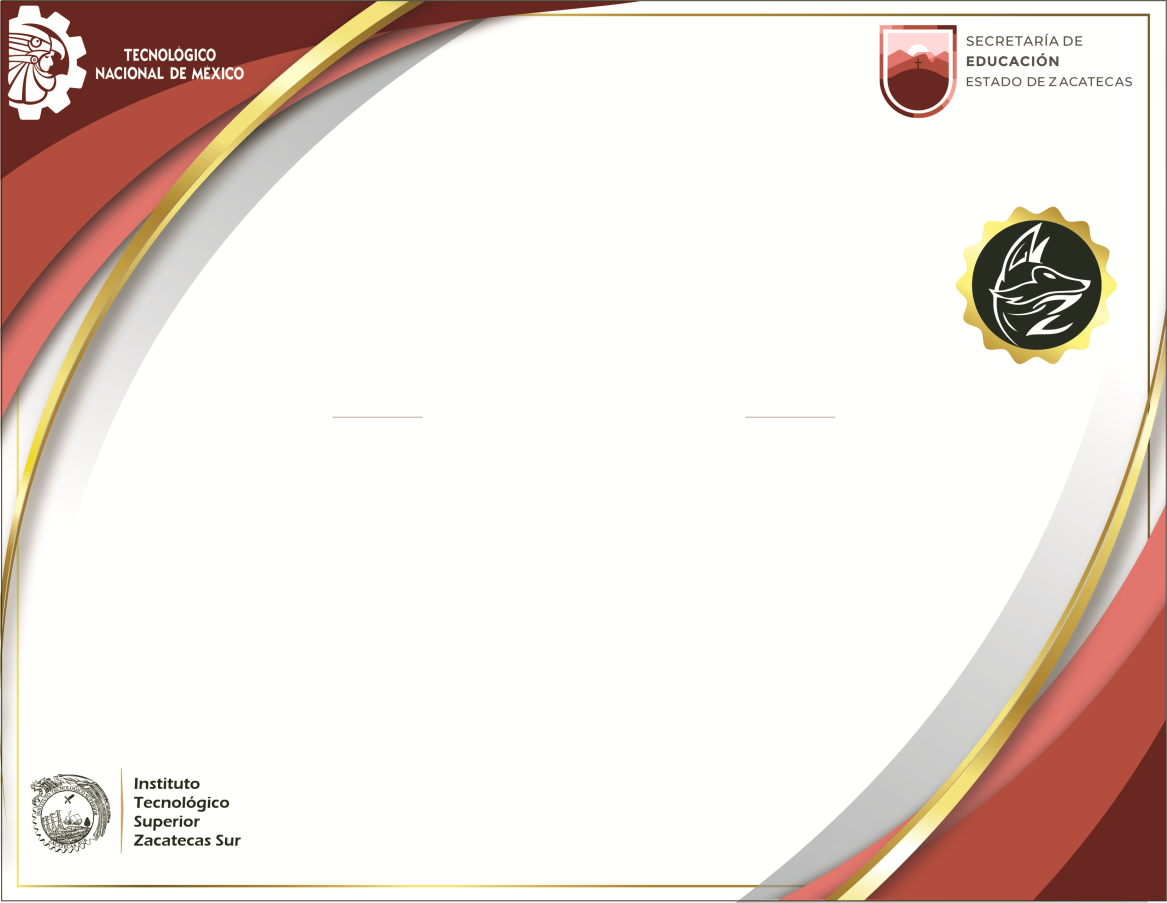 TECNOLÓGICO
NACIONAL DE MÉXICO
SECRETARÍA DE
EDUCACIÓN
ESTADO DE ZACATECAS
Instituto
Tecnológico
Superior
Zacatecas Sur